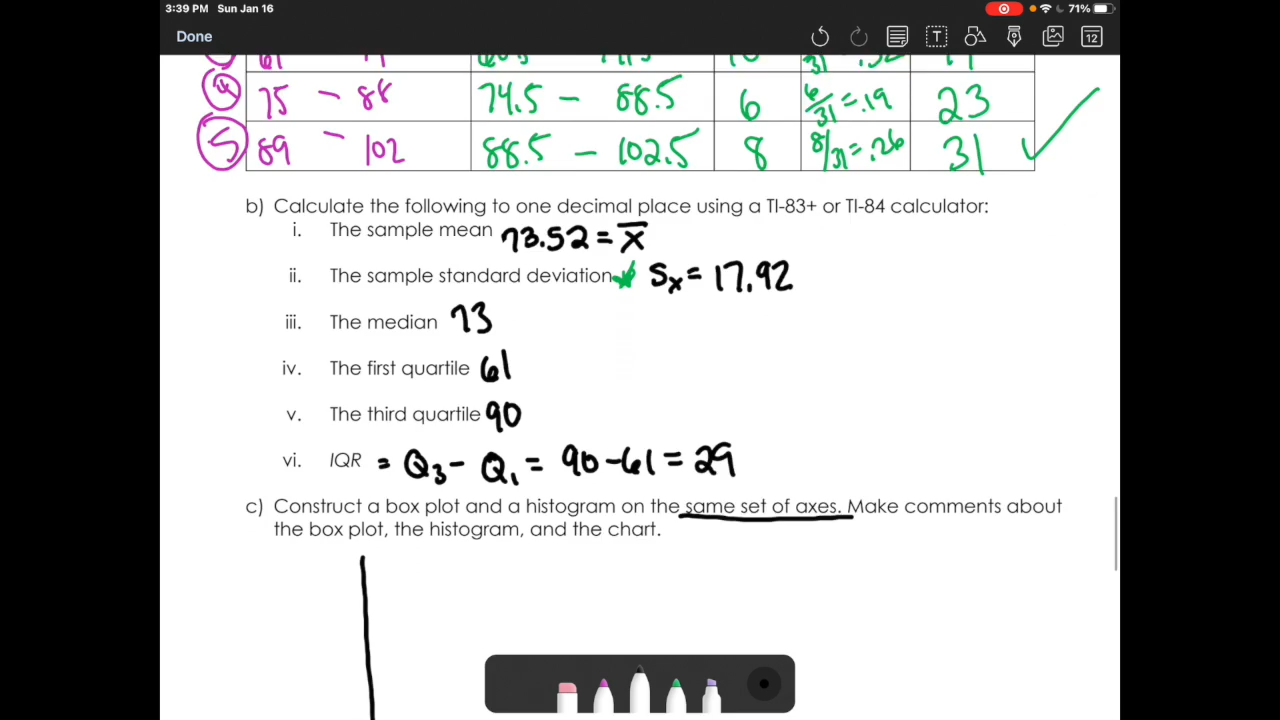 3:39 PM Sun Jan 16 71%
Done 12
④ 75 – 88 74.5 – 88.5 6 6/31 = .19 23
⑤ 89 – 102 88.5 – 102.5 8 8/31 = .26 31 ✓
b) Calculate the following to one decimal place using a TI-83+ or TI-84 calculator:
i. The sample mean 73.52 = x̅
ii. The sample standard deviation Sx = 17.92
iii. The median 73
iv. The first quartile 61
v. The third quartile 90
vi. IQR = Q3 – Q1 = 90 – 61 = 29
c) Construct a box plot and a histogram on the same set of axes. Make comments about
the box plot, the histogram, and the chart.